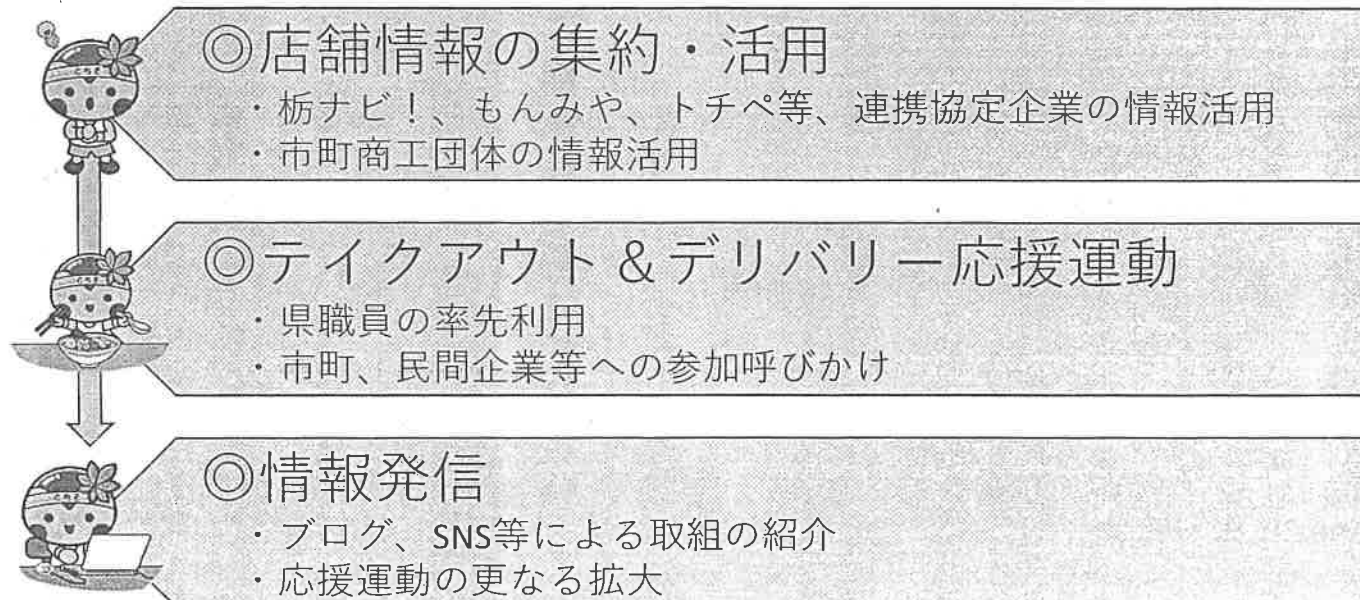 ◎店舗情報の集約・活用
・栃ナビ！、もんみや、トチペ等、連携協定企業の情報活用
・市町商工団体の情報活用
◎テイクアウト＆デリバリー応援運動
・県職員の率先利用
・市町、民間企業等への参加呼びかけ
◎情報発信
・ブログ、SNS等による取組の紹介
・応援運動の更なる拡大